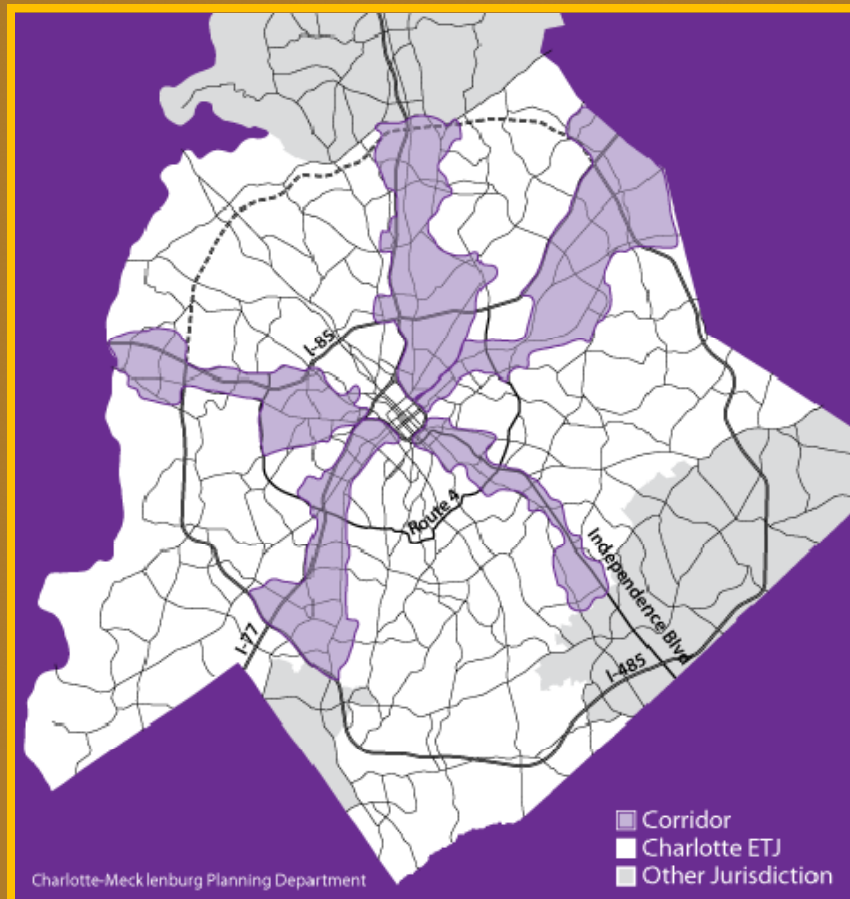 I-85
Route 4
Independence Blvd
I-77
I-485
Corridor
Charlotte ETJ
Other Jurisdiction
Charlotte-Mecklenburg Planning Department